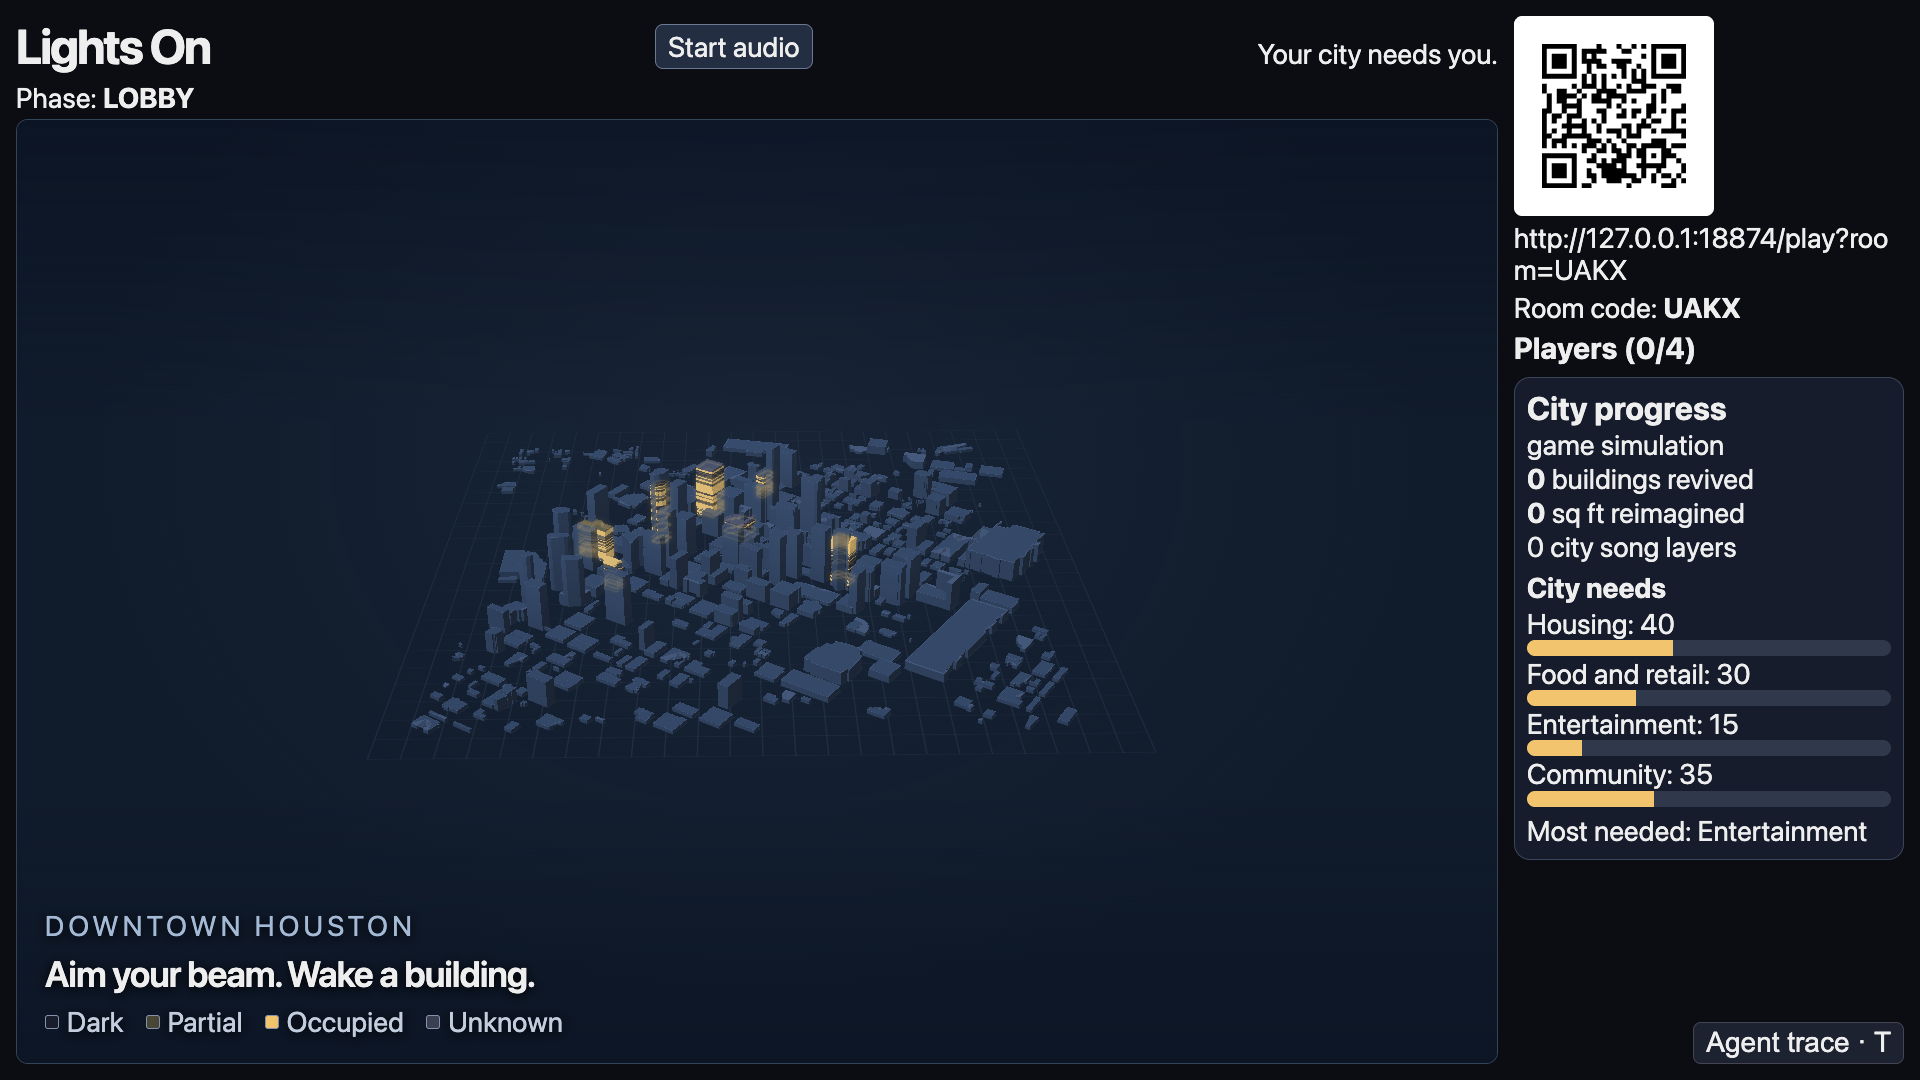 Lights On
Phase: LOBBY
Start audio
Your city needs you.
http://127.0.0.1:18874/play?roo
m=UAKX
Room code: UAKX
Players (0/4)
City progress
game simulation
0 buildings revived
0 sq ft reimagined
0 city song layers
City needs
Housing: 40
Food and retail: 30
Entertainment: 15
Community: 35
Most needed: Entertainment
DOWNTOWN HOUSTON
Aim your beam. Wake a building.
Dark Partial Occupied Unknown
Agent trace · T